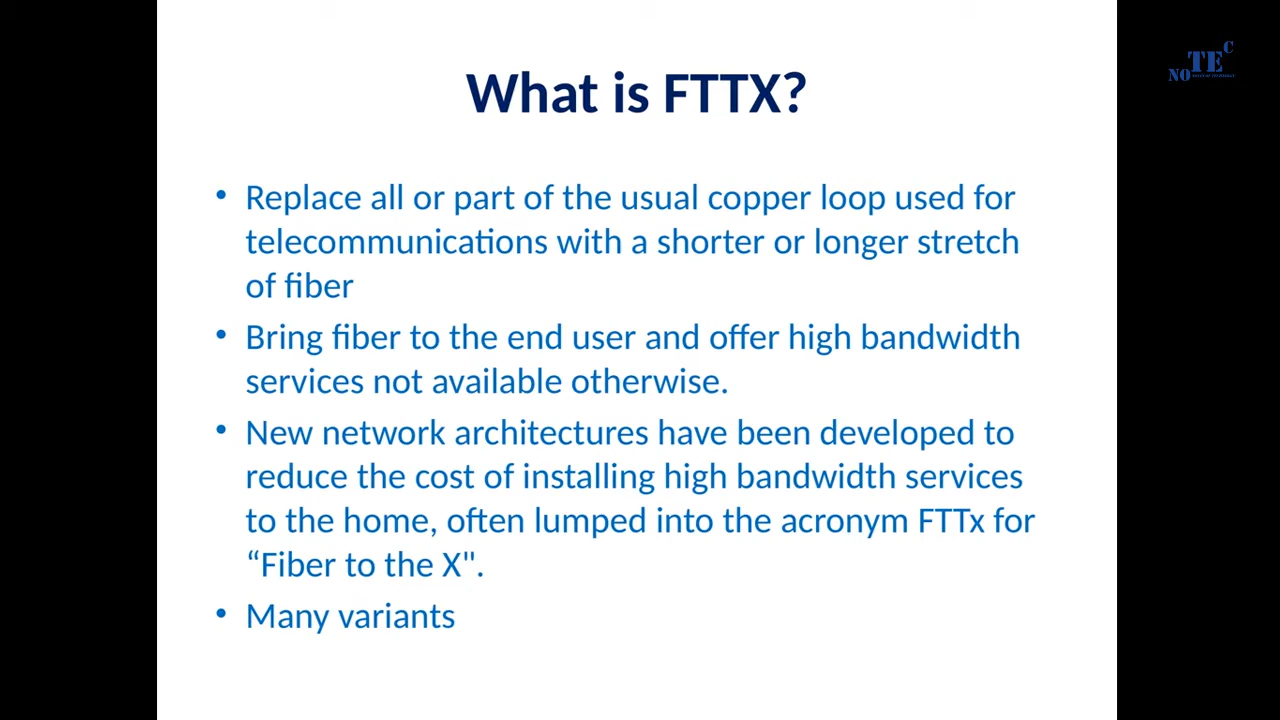 What is FTTX?
• Replace all or part of the usual copper loop used for
telecommunications with a shorter or longer stretch
of fiber
• Bring fiber to the end user and offer high bandwidth
services not available otherwise.
• New network architectures have been developed to
reduce the cost of installing high bandwidth services
to the home, often lumped into the acronym FTTx for
“Fiber to the X".
• Many variants
NO TE C